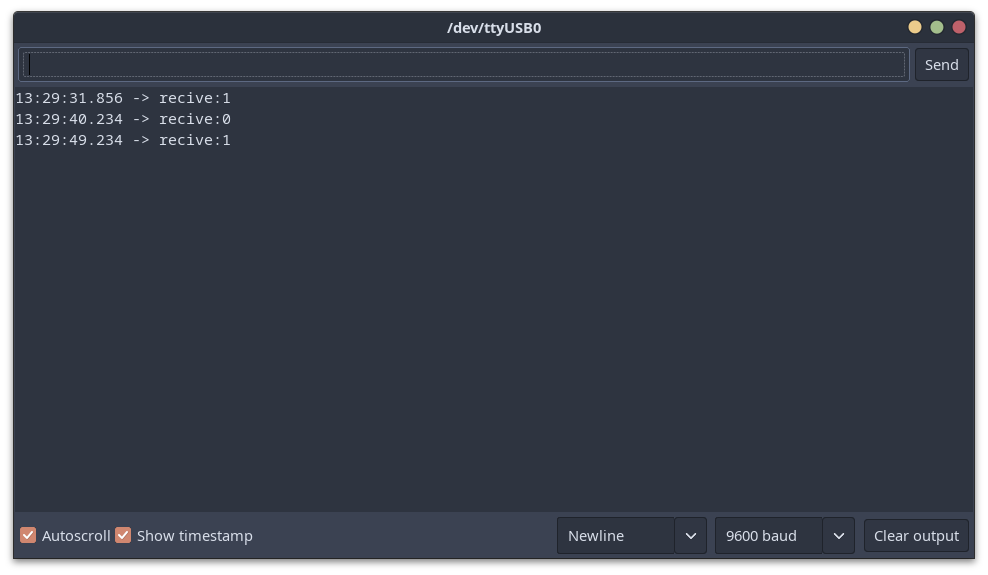 /dev/ttyUSB0
Send
13:29:31.856 -> recive:1
13:29:40.234 -> recive:0
13:29:49.234 -> recive:1
Autoscroll Show timestamp Newline 9600 baud Clear output